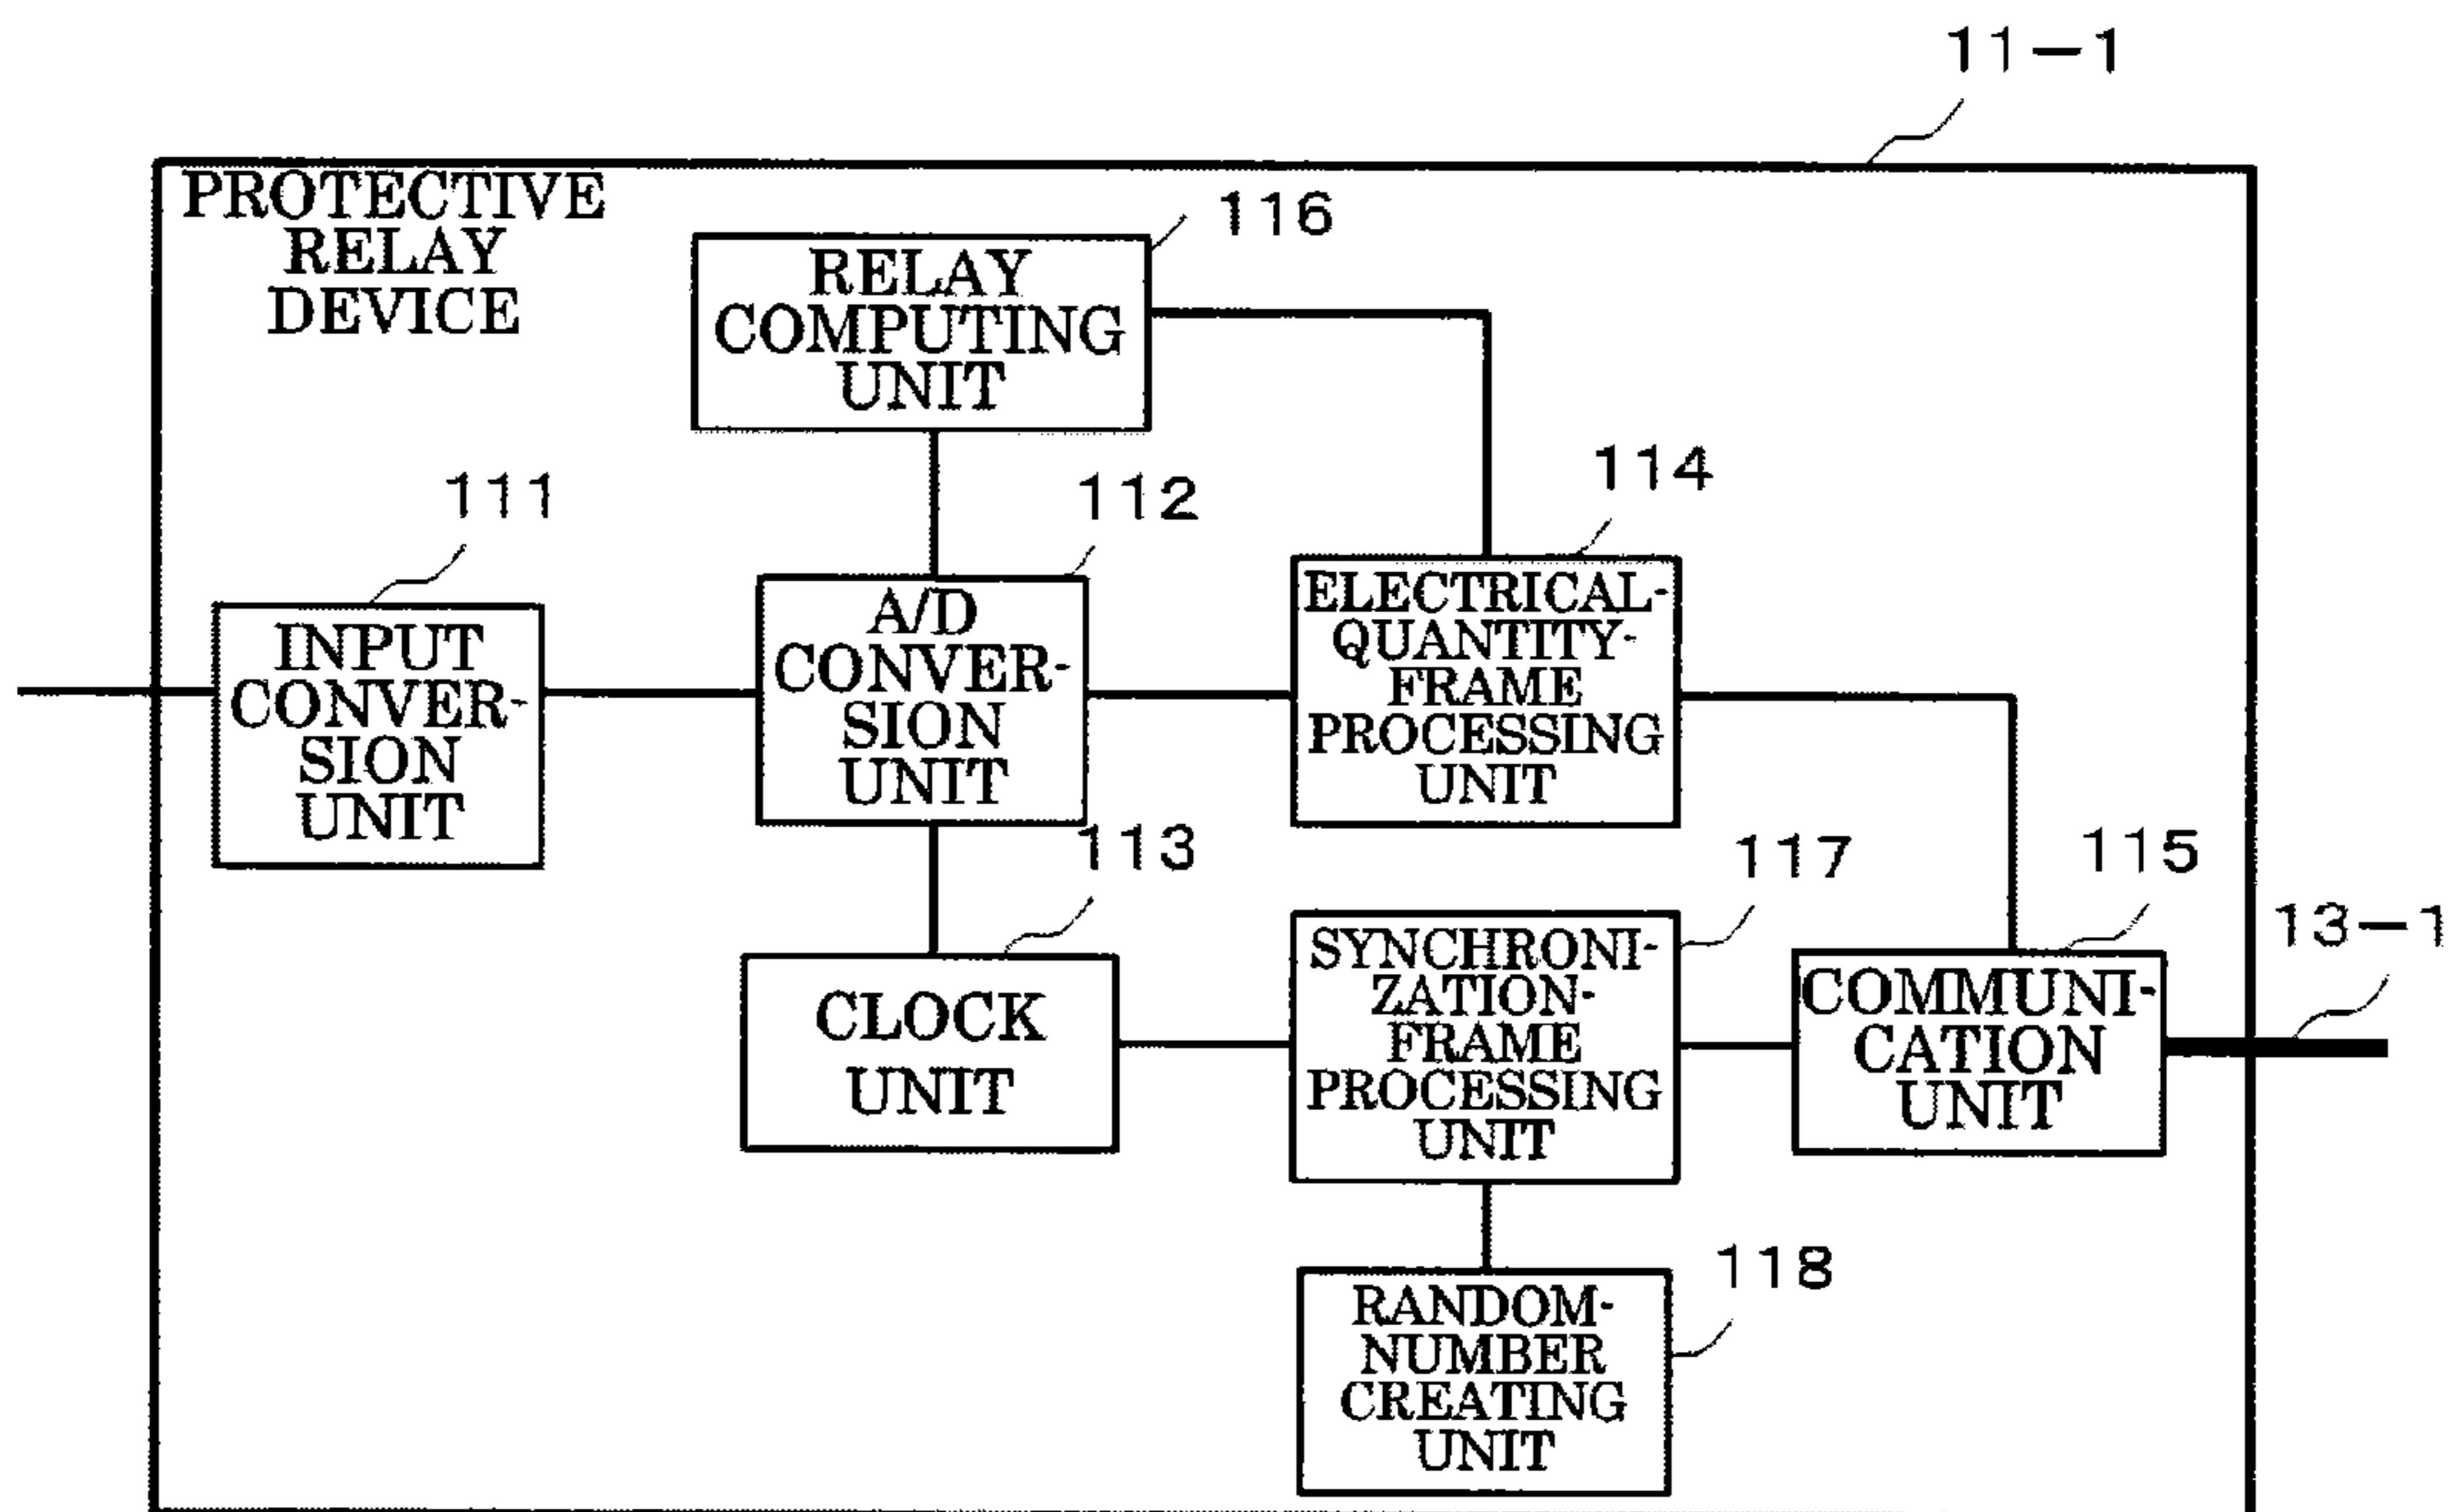 11-1
PROTECTIVE
RELAY
DEVICE
116
RELAY
COMPUTING
UNIT
111
INPUT
CONVER-
SION
UNIT
112
A/D
CONVER-
SION
UNIT
114
ELECTRICAL-
QUANTITY-
FRAME
PROCESSING
UNIT
113
CLOCK
UNIT
117
SYNCHRONI-
ZATION-
FRAME
PROCESSING
UNIT
115
COMMUNI-
CATION
UNIT
13-1
118
RANDOM-
NUMBER
CREATING
UNIT